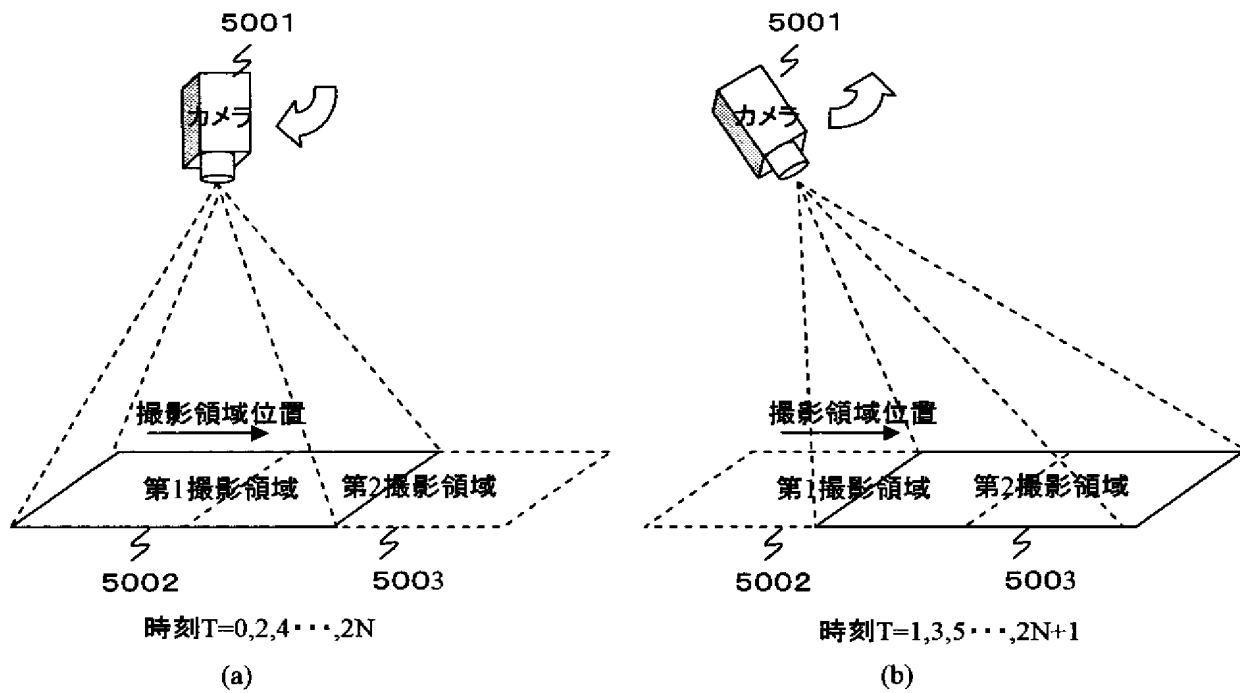 5001
カメラ
撮影領域位置
第1撮影領域
第2撮影領域
5002
5003
時刻T=0,2,4･･･,2N
(a)
5001
カメラ
撮影領域位置
第1撮影領域
第2撮影領域
5002
5003
時刻T=1,3,5･･･,2N+1
(b)